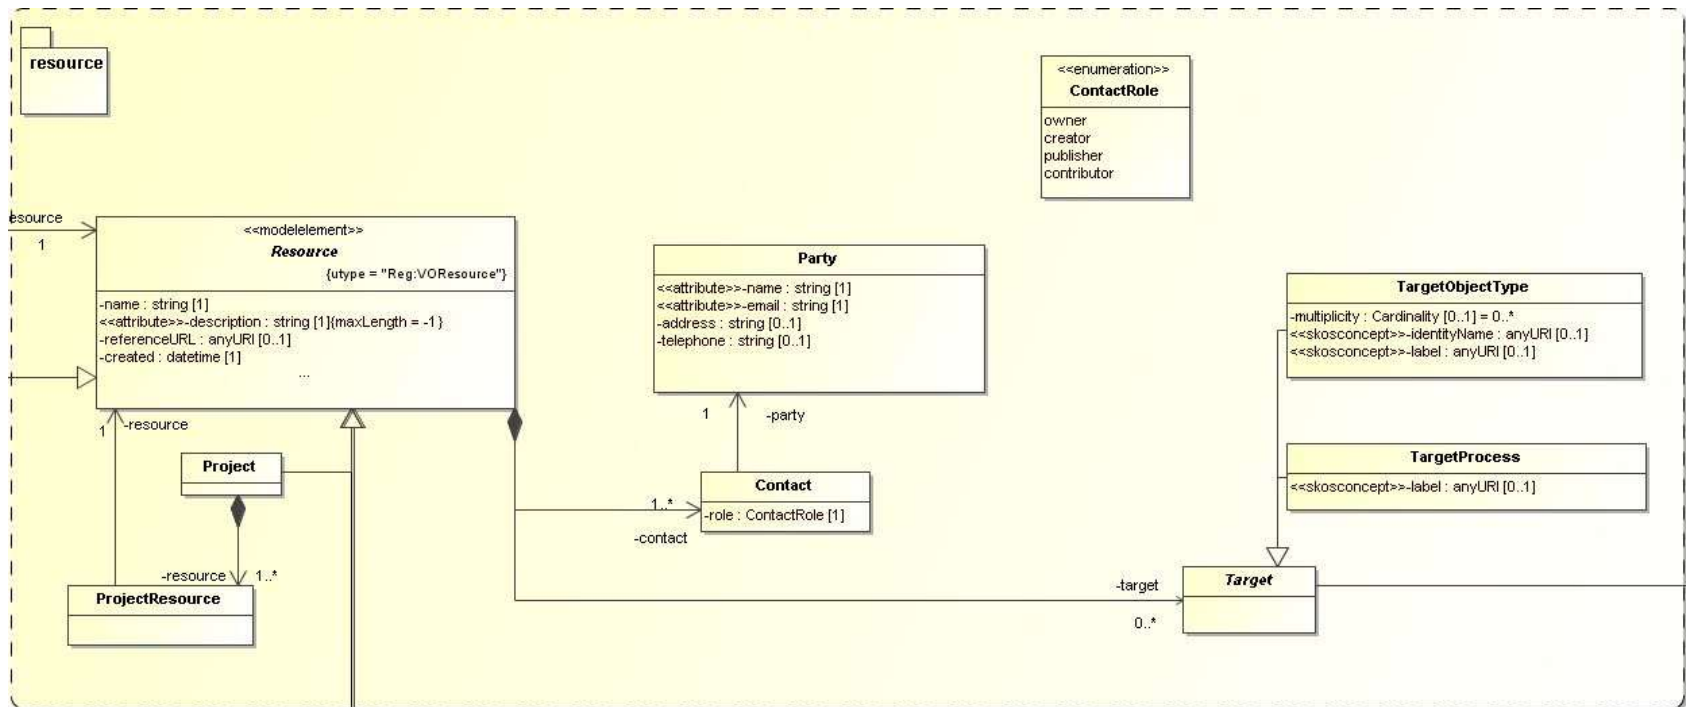 resource
<<enumeration>>
ContactRole
owner
creator
publisher
contributor
esource
1
<<modelelement>>
Resource
{utype = "Reg:VOResource"}
-name : string [1]
<<attribute>>-description : string [1]{maxLength = -1}
-referenceURL : anyURI [0..1]
-created : datetime [1]
...
Party
<<attribute>>-name : string [1]
<<attribute>>-email : string [1]
-address : string [0..1]
-telephone : string [0..1]
TargetObjectType
-multiplicity : Cardinality [0..1] = 0..*
<<skosconcept>>-identityName : anyURI [0..1]
<<skosconcept>>-label : anyURI [0..1]
1
-resource
1
-party
Project
TargetProcess
<<skosconcept>>-label : anyURI [0..1]
Contact
-role : ContactRole [1]
1..*
-contact
-resource
1..*
ProjectResource
-target
0..*
Target